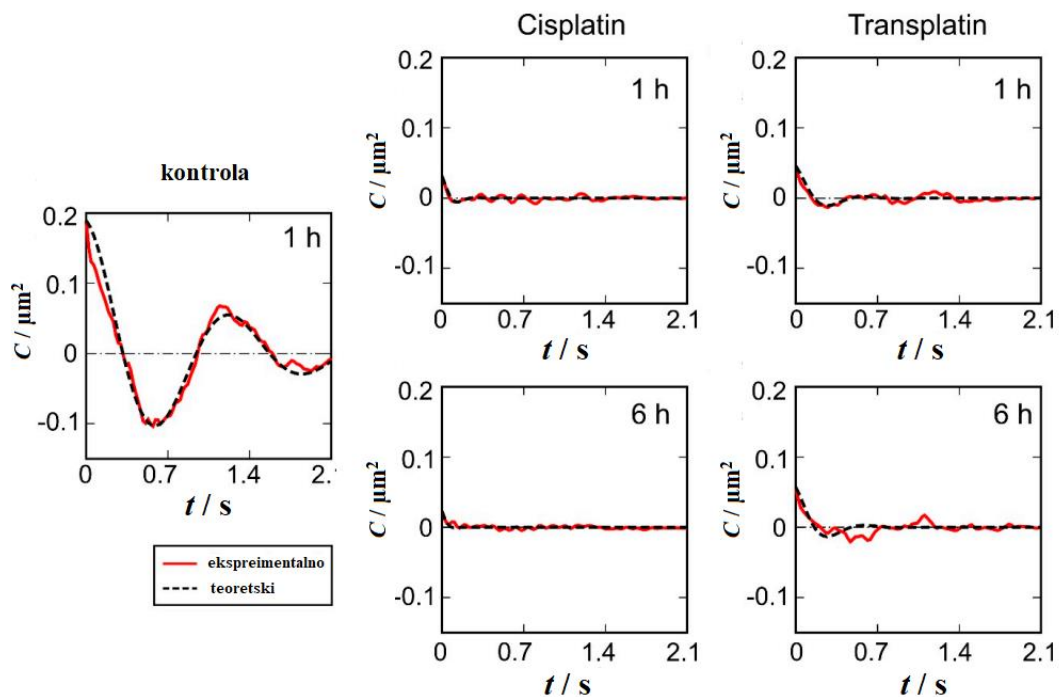 Cisplatin
Transplatin
kontrola
0.2
0.1
0
-0.1
C / μm²
1 h
0
0.7
1.4
2.
t / s
ekspreimentalno
teoretski
0.2
0.1
0
-0.1
C / μm²
1 h
0
0.7
1.4
2.1
t / s
0.2
0.1
0
-0.1
C / μm²
1 h
0
0.7
1.4
2.1
t / s
0.2
0.1
0
-0.1
C / μm²
6 h
0
0.7
1.4
2.1
t / s
0.2
0.1
0
-0.1
C / μm²
6 h
0
0.7
1.4
2.1
t / s